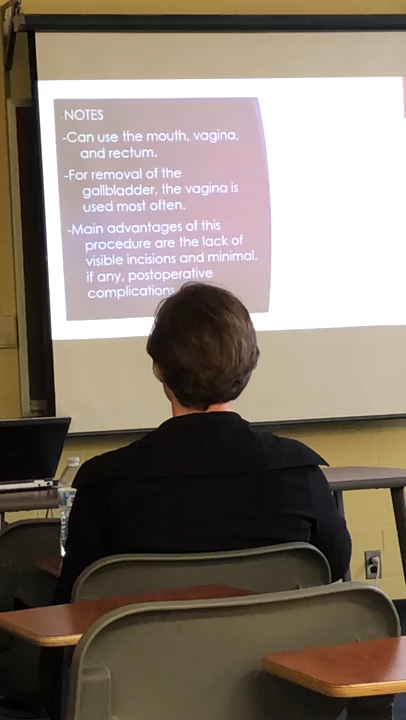 NOTES
-Can use the mouth, vagina,
and rectum.
-For removal of the
gallbladder, the vagina is
used most often.
-Main advantages of this
procedure are the lack of
visible incisions and minimal,
if any, postoperative
complications